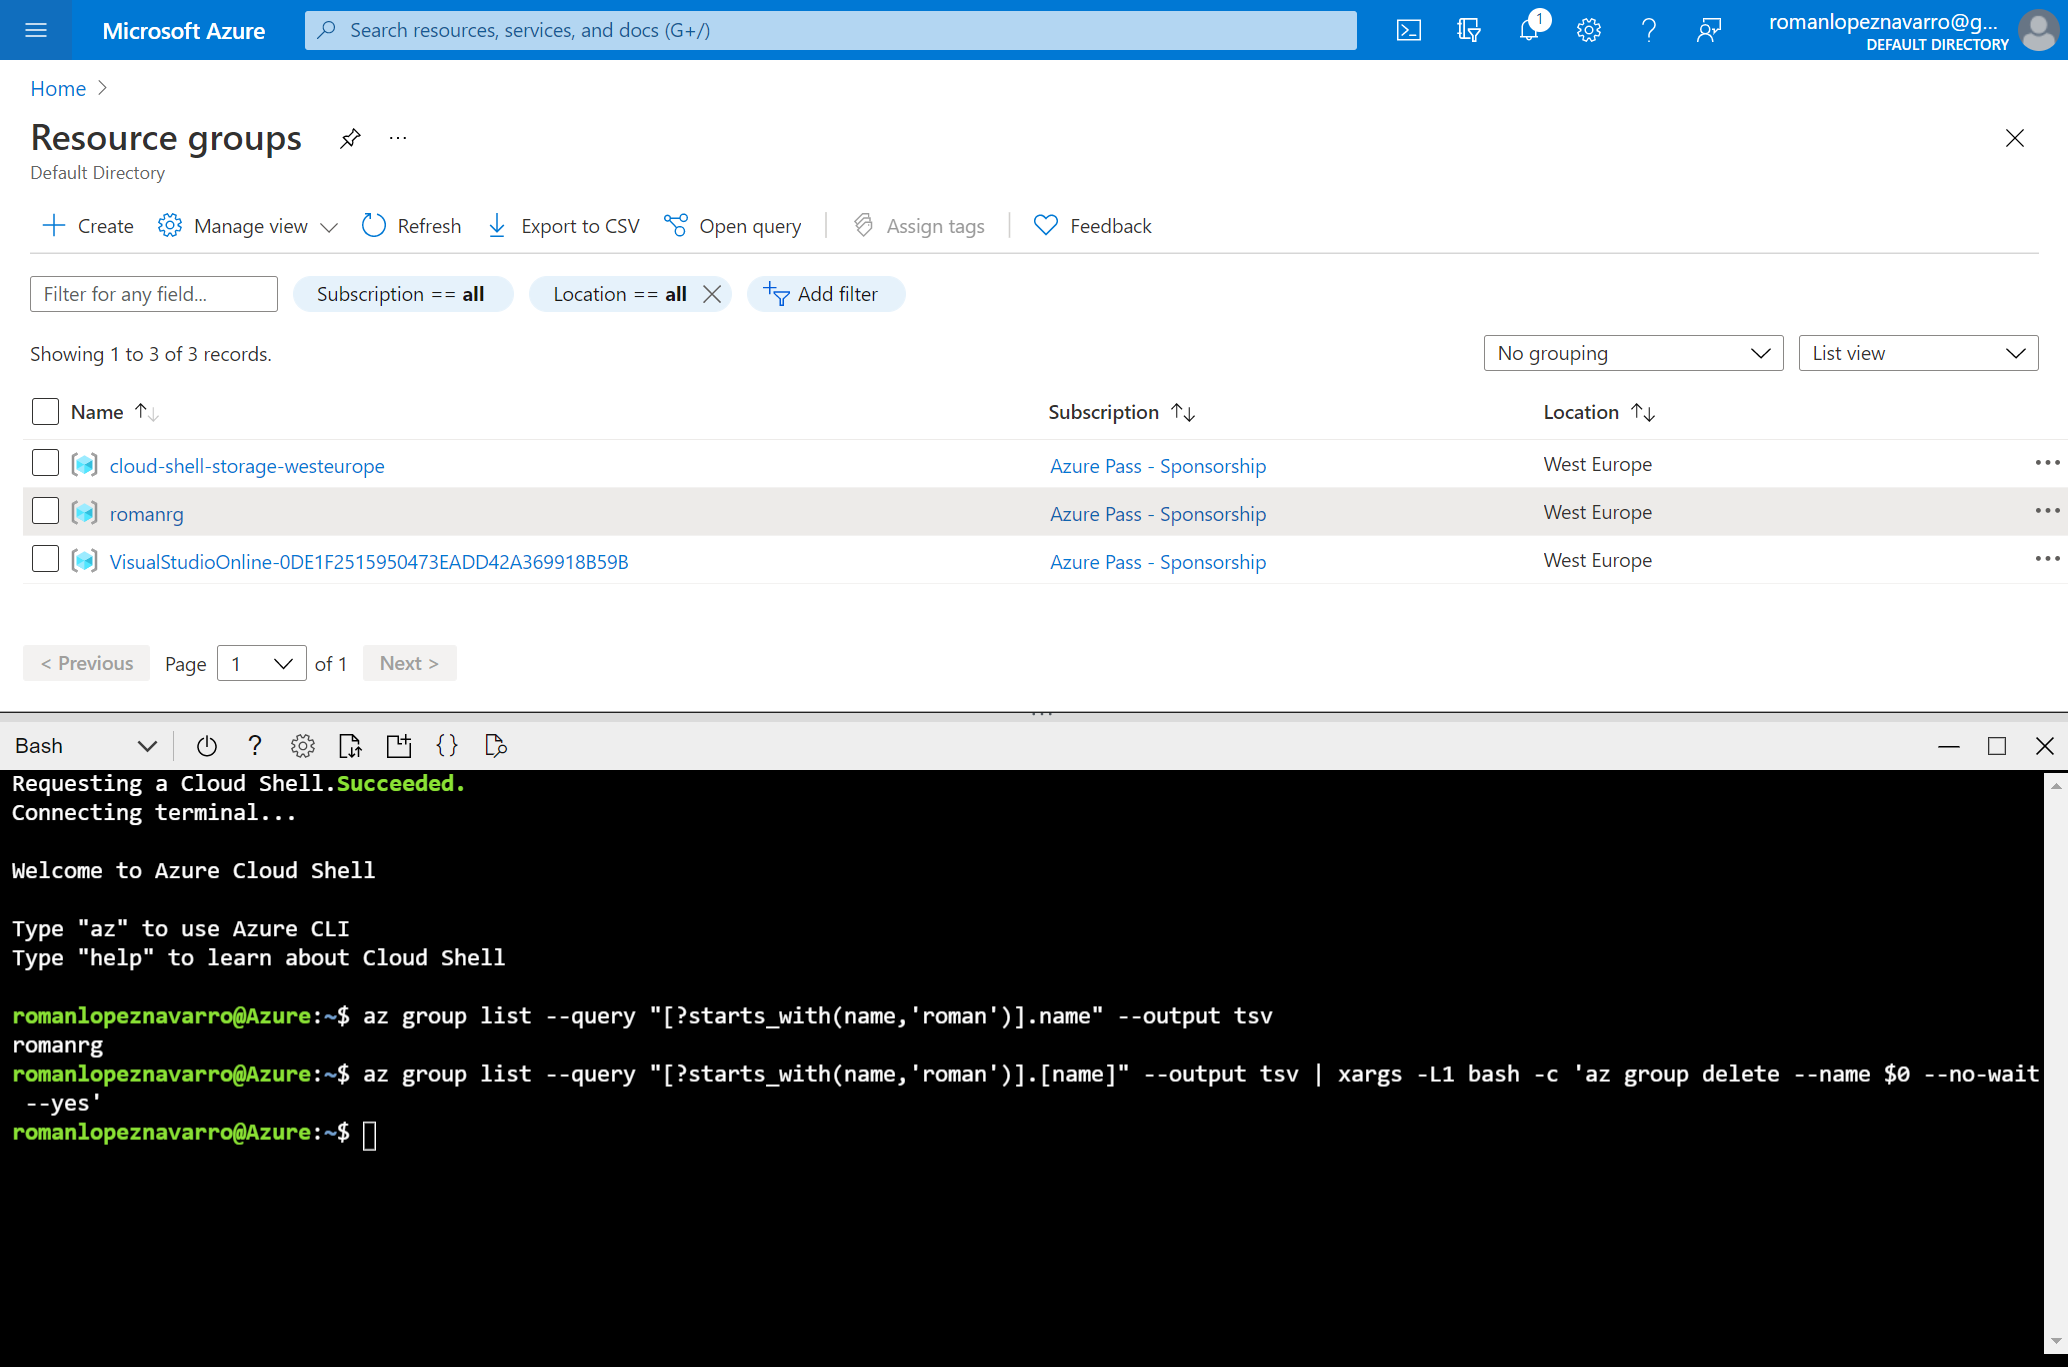 Microsoft Azure
Search resources, services, and docs (G+/)
1
romanlopeznavarro@g...
DEFAULT DIRECTORY
Home
Resource groups
Default Directory
Create
Manage view
Refresh
Export to CSV
Open query
Assign tags
Feedback
Filter for any field...
Subscription == all
Location == all
Add filter
Showing 1 to 3 of 3 records.
No grouping
List view
Name
Subscription
Location
cloud-shell-storage-westeurope
Azure Pass - Sponsorship
West Europe
romanrg
Azure Pass - Sponsorship
West Europe
VisualStudioOnline-0DE1F2515950473EADD42A369918B59B
Azure Pass - Sponsorship
West Europe
< Previous
Page
1
of 1
Next >
Bash
Requesting a Cloud Shell.Succeeded.
Connecting terminal...
Welcome to Azure Cloud Shell
Type "az" to use Azure CLI
Type "help" to learn about Cloud Shell
romanlopeznavarro@Azure:~$ az group list --query "[?starts_with(name,'roman')].name" --output tsv
romanrg
romanlopeznavarro@Azure:~$ az group list --query "[?starts_with(name,'roman')].[name]" --output tsv | xargs -L1 bash -c 'az group delete --name $0 --no-wait
--yes'
romanlopeznavarro@Azure:~$